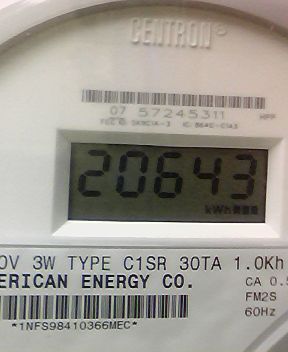 CENTRON®
07 57245311
20643
kWh
0V 3W TYPE C1SR 30TA 1.0Kh
ERICAN ENERGY CO.
CA 0.5
FM2S
*1NFS98410366MEC*
60Hz